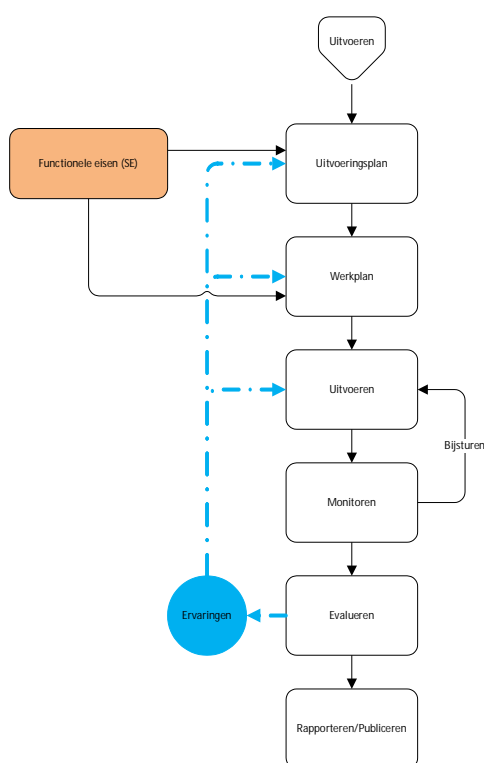 Uitvoeren
Functionele eisen (SE)
Uitvoeringsplan
Werkplan
Uitvoeren
Bijsturen
Monitoren
Ervaringen
Evalueren
Rapporteren/Publiceren